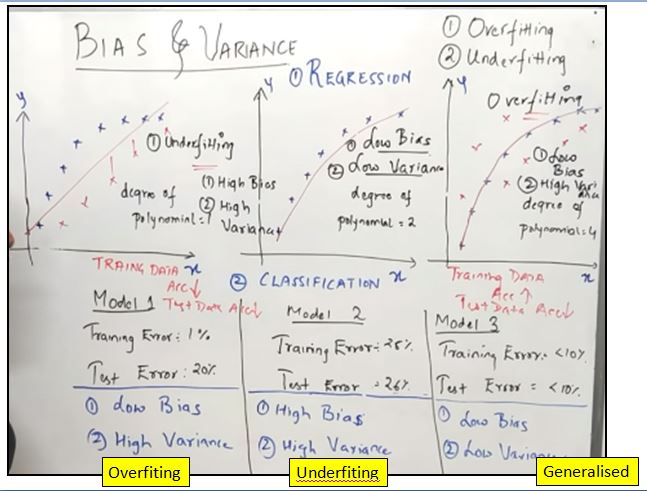 BIAS & VARIANCE
① Overfitting
② Underfitting
① REGRESSION
y
① Underfitting
① High Bias
② High Variance
degree of polynomial = 1
x
TRAING DATA
Acc↓
Test Data Acc↓
y
① Low Bias
② Low Variance
degree of polynomial = 2
x
y
Overfitting
① Low Bias
② High Variance
degree of polynomial = 4
x
Training DATA
Acc ↑
Test Data Acc↓
② CLASSIFICATION
Model 1
Training Error: 1%
Test Error: 20%
① Low Bias
② High Variance
Model 2
Training Error: 25%
Test Error = 26%
① High Bias
② High Variance
Model 3
Training Error = <10%
Test Error = <10%
① Low Bias
② Low Varian
Overfiting
Underfiting
Generalised